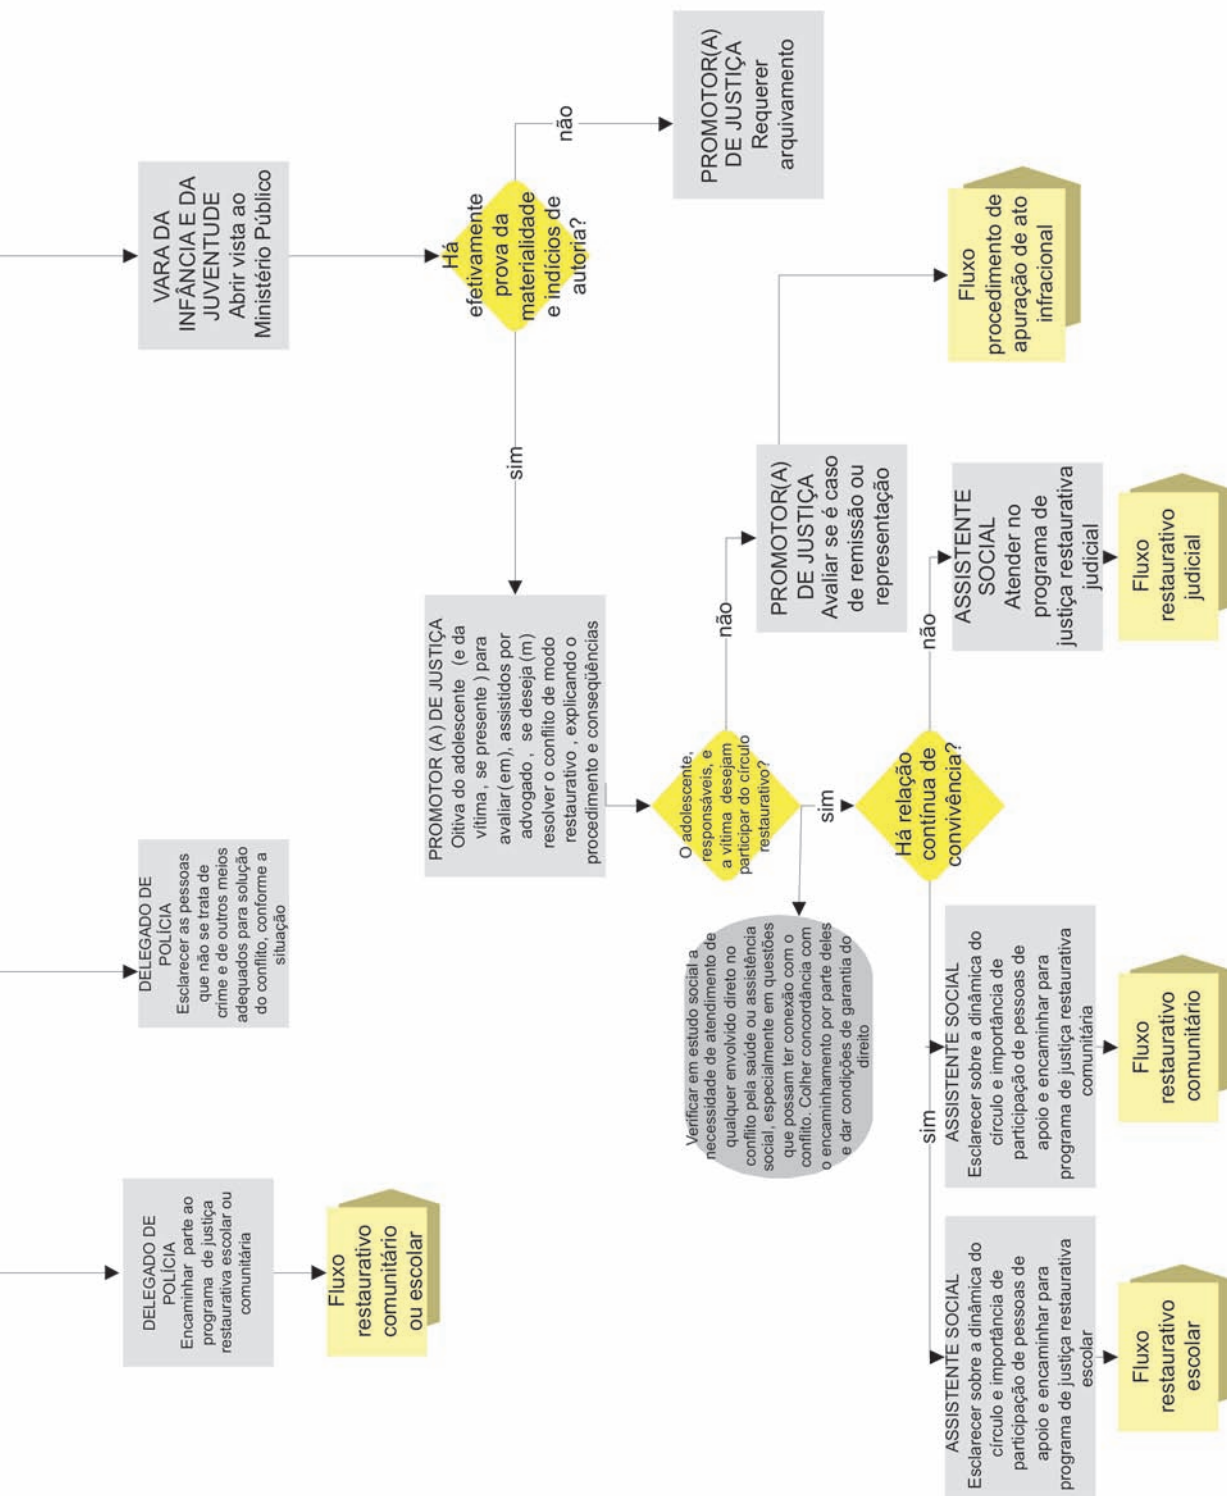 DELEGADO DE
POLÍCIA
Encaminhar parte ao
programa de justiça
restaurativa escolar ou
comunitária
DELEGADO DE
POLÍCIA
Esclarecer as pessoas
que não se trata de
crime e de outros meios
adequados para solução
do conflito, conforme a
situação
VARA DA
INFÂNCIA E DA
JUVENTUDE
Abrir vista ao
Ministério Público
Fluxo
restaurativo
comunitário
ou escolar
Há
efetivamente
prova da
materialidade
e indícios de
autoria?
sim
não
PROMOTOR (A ) DE JUSTIÇA
Oitiva do adolescente (e da
vítima , se presente ) para
avaliar(em), assistidos por
advogado , se deseja (m)
resolver o conflito de modo
restaurativo , explicando o
procedimento e conseqüências
PROMOTOR(A)
DE JUSTIÇA
Requerer
arquivamento
O adolescente,
responsáveis, e
a vítima desejam
participar do círculo
restaurativo?
não
sim
Verificar em estudo social a
necessidade de atendimento de
qualquer envolvido direto no
conflito pela saúde ou assistência
social, especialmente em questões
que possam ter conexão com o
conflito. Colher concordância com
o encaminhamento por parte deles
e dar condições de garantia do
direito
PROMOTOR(A)
DE JUSTIÇA
Avaliar se é caso
de remissão ou
representação
Há relação
contínua de
convivência?
sim
não
Fluxo
procedimento de
apuração de ato
infracional
ASSISTENTE SOCIAL
Esclarecer sobre a dinâmica do
círculo e importância de
participação de pessoas de
apoio e encaminhar para
programa de justiça restaurativa
escolar
ASSISTENTE SOCIAL
Esclarecer sobre a dinâmica do
círculo e importância de
participação de pessoas de
apoio e encaminhar para
programa de justiça restaurativa
comunitária
ASSISTENTE
SOCIAL
Atender no
programa de
justiça restaurativa
judicial
Fluxo
restaurativo
escolar
Fluxo
restaurativo
comunitário
Fluxo
restaurativo
judicial